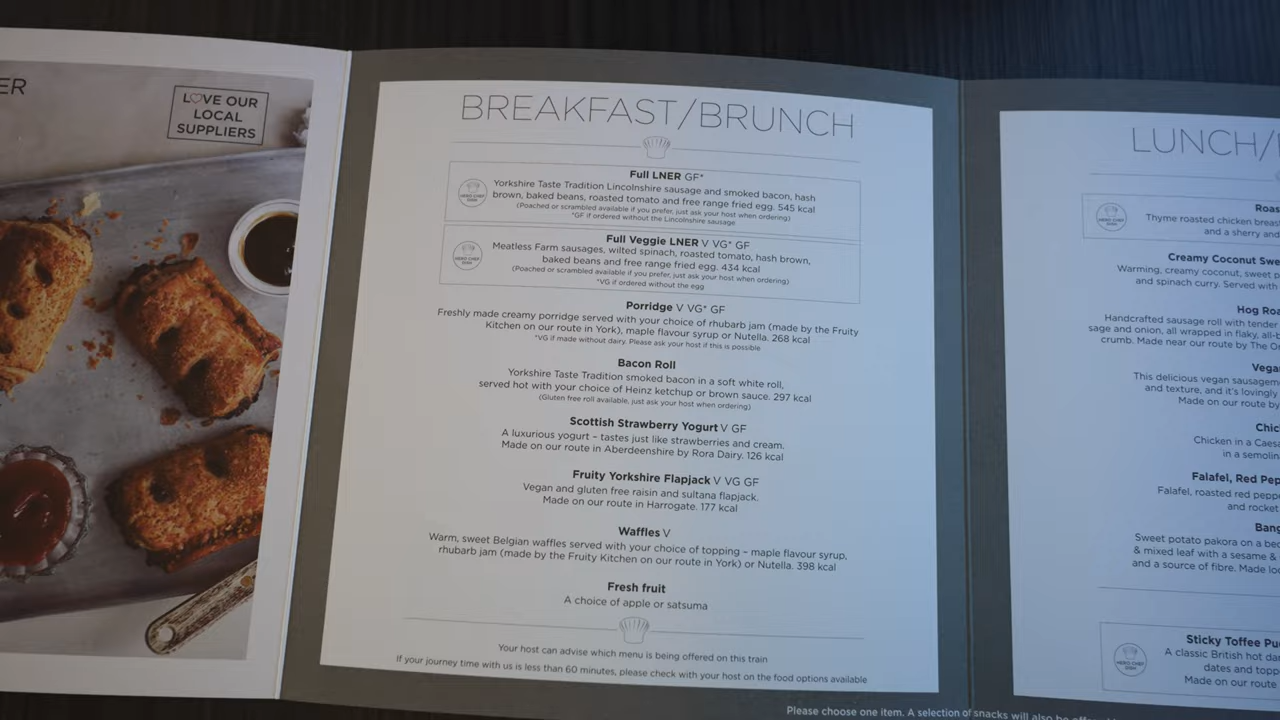 ER
L♡VE OUR
LOCAL
SUPPLIERS
BREAKFAST/BRUNCH
Full LNER GF*
HERO CHEF
DISH
Yorkshire Taste Tradition Lincolnshire sausage and smoked bacon, hash
brown, baked beans, roasted tomato and free range fried egg. 545 kcal
(Poached or scrambled available if you prefer, just ask your host when ordering)
*GF if ordered without the Lincolnshire sausage
Full Veggie LNER V VG* GF
HERO CHEF
DISH
Meatless Farm sausages, wilted spinach, roasted tomato, hash brown,
baked beans and free range fried egg. 434 kcal
(Poached or scrambled available if you prefer, just ask your host when ordering)
*VG if ordered without the egg
Porridge V VG* GF
Freshly made creamy porridge served with your choice of rhubarb jam (made by the Fruity
Kitchen on our route in York), maple flavour syrup or Nutella. 268 kcal
*VG if made without dairy. Please ask your host if this is possible
Bacon Roll
Yorkshire Taste Tradition smoked bacon in a soft white roll,
served hot with your choice of Heinz ketchup or brown sauce. 297 kcal
(Gluten free roll available, just ask your host when ordering)
Scottish Strawberry Yogurt V GF
A luxurious yogurt – tastes just like strawberries and cream.
Made on our route in Aberdeenshire by Rora Dairy. 126 kcal
Fruity Yorkshire Flapjack V VG GF
Vegan and gluten free raisin and sultana flapjack.
Made on our route in Harrogate. 177 kcal
Waffles V
Warm, sweet Belgian waffles served with your choice of topping – maple flavour syrup,
rhubarb jam (made by the Fruity Kitchen on our route in York) or Nutella. 398 kcal
Fresh fruit
A choice of apple or satsuma
Your host can advise which menu is being offered on this train
If your journey time with us is less than 60 minutes, please check with your host on the food options available
LUNCH/
HERO CHEF
DISH
Roas
Thyme roasted chicken breas
and a sherry and
Creamy Coconut Swe
Warming, creamy coconut, sweet p
and spinach curry. Served with
Hog Roa
Handcrafted sausage roll with tender
sage and onion, all wrapped in flaky, all-b
crumb. Made near our route by The Or
Vega
This delicious vegan sausagem
and texture, and it's lovingly
Made on our route by
Chic
Chicken in a Caesa
in a semolin
Falafel, Red Pep
Falafel, roasted red peppe
and rocket
Bang
Sweet potato pakora on a bed
& mixed leaf with a sesame &
and a source of fibre. Made loc
HERO CHEF
DISH
Sticky Toffee Pu
A classic British hot da
dates and topp
Made on our route
Please choose one item. A selection of snacks will also be